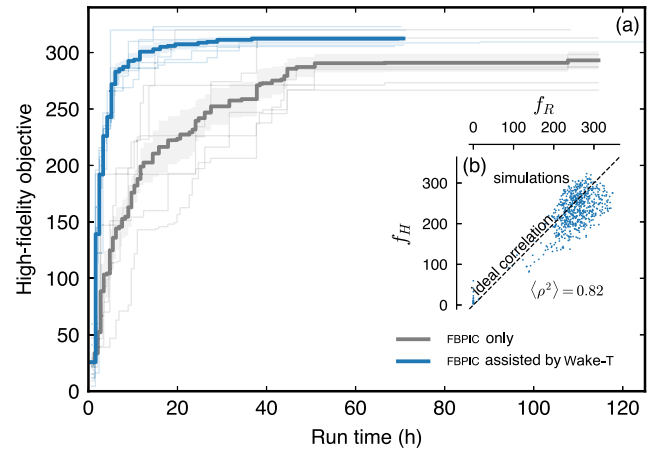 (a)
High-fidelity objective
300
250
200
150
100
50
0
0 20 40 60 80 100 120
Run time (h)
f_R
0 100 200 300
(b)
f_H
300
200
100
0
simulations
ideal correlation
⟨ρ²⟩ = 0.82
FBPIC only
FBPIC assisted by Wake-T